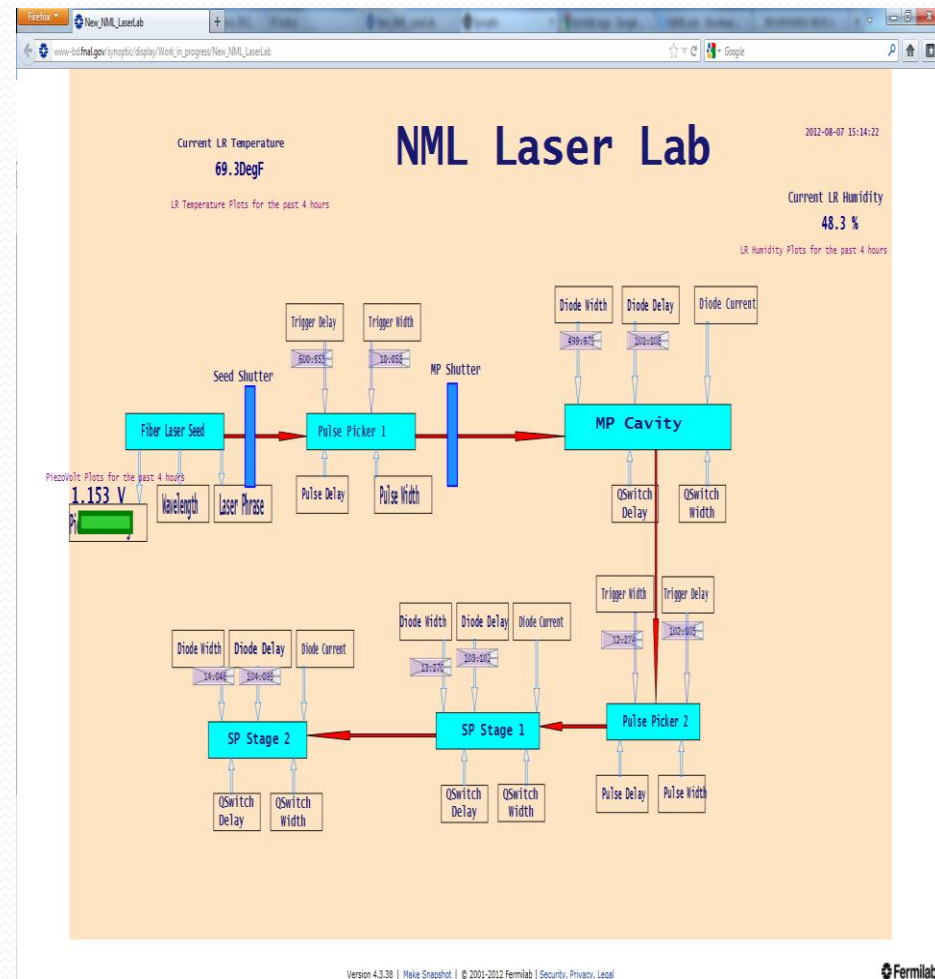 Firefox
New_NML_LaserLab
www-bd.fnal.gov/synoptic/display/Work_in_progress/New_NML_LaserLab
Google
NML Laser Lab
2012-08-07 15:14:22
Current LR Temperature
69.3DegF
LR Temperature Plots for the past 4 hours
Current LR Humidity
48.3 %
LR Humidity Plots for the past 4 hours
Trigger Delay
Trigger Width
Diode Width
Diode Delay
Diode Current
Seed Shutter
MP Shutter
Fiber Laser Seed
Pulse Picker 1
MP Cavity
PiezoVolt Plots for the past 4 hours
1.153 V
Wavelength
Laser Phrase
Pulse Delay
Pulse Width
QSwitch
Delay
QSwitch
Width
Trigger Width
Trigger Delay
Diode Width
Diode Delay
Diode Current
Diode Width
Diode Delay
Diode Current
SP Stage 2
SP Stage 1
Pulse Picker 2
QSwitch
Delay
QSwitch
Width
QSwitch
Delay
QSwitch
Width
Pulse Delay
Pulse Width
Version 4.3.38 | Make Snapshot | © 2001-2012 Fermilab | Security, Privacy, Legal
Fermilab